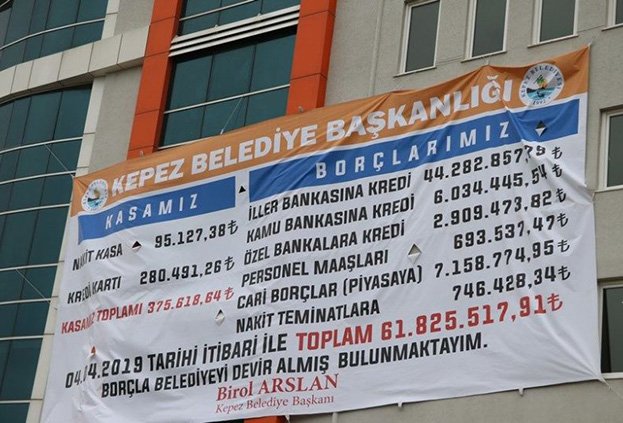 KEPEZ BELEDİYE BAŞKANLIĞI
KASAMIZ
NAKİT KASA 95.127,38₺
KREDİ KARTI 280.491,26₺
KASAMIZ TOPLAMI 375.618,64₺
BORÇLARIMIZ
İLLER BANKASINA KREDİ 44.282.857,79₺
KAMU BANKASINA KREDİ 6.034.445,54₺
ÖZEL BANKALARA KREDİ 2.909.473,82₺
PERSONEL MAAŞLARI 693.537,47₺
CARİ BORÇLAR (PİYASAYA) 7.158.774,95₺
NAKİT TEMİNATLARA 746.428,34₺
04.04.2019 TARİHİ İTİBARİ İLE TOPLAM 61.825.517,91₺
BORÇLA BELEDİYEYİ DEVİR ALMIŞ BULUNMAKTAYIM.
Birol ARSLAN
Kepez Belediye Başkanı